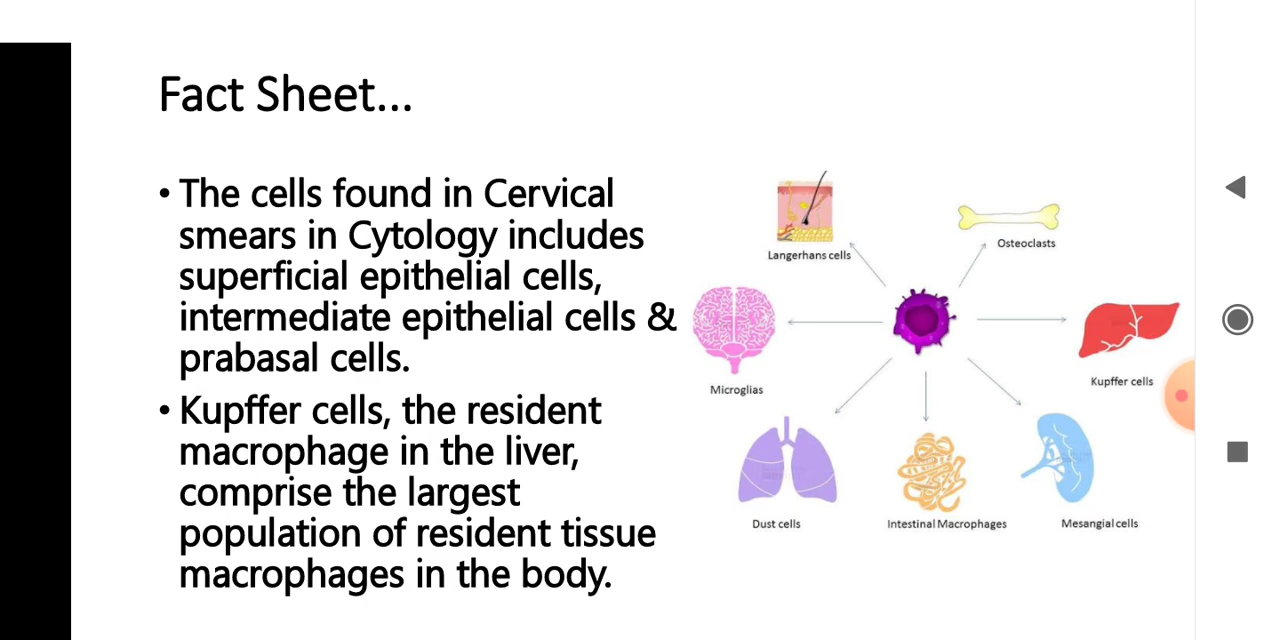 Fact Sheet...
• The cells found in Cervical
smears in Cytology includes
superficial epithelial cells,
intermediate epithelial cells &
prabasal cells.
• Kupffer cells, the resident
macrophage in the liver,
comprise the largest
population of resident tissue
macrophages in the body.
Langerhans cells
Osteoclasts
Microglias
Kupffer cells
Dust cells
Intestinal Macrophages
Mesangial cells